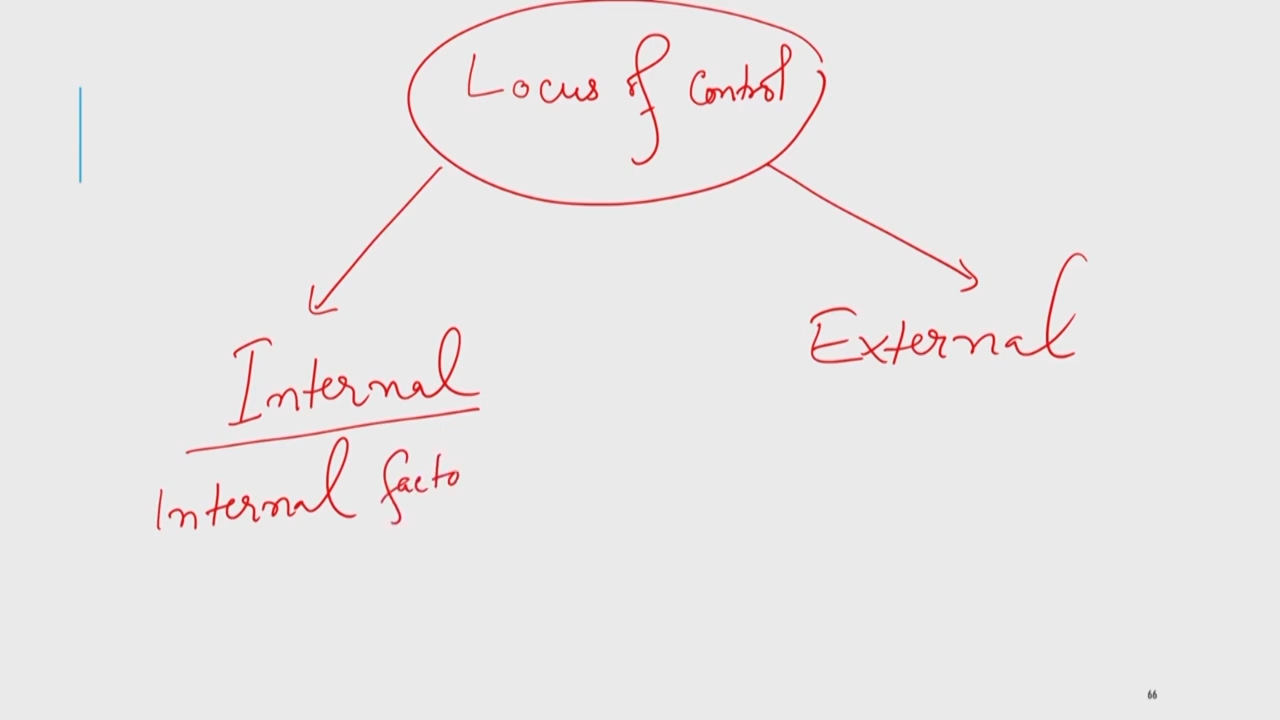 Locus of Control
Internal
External
Internal facto
66